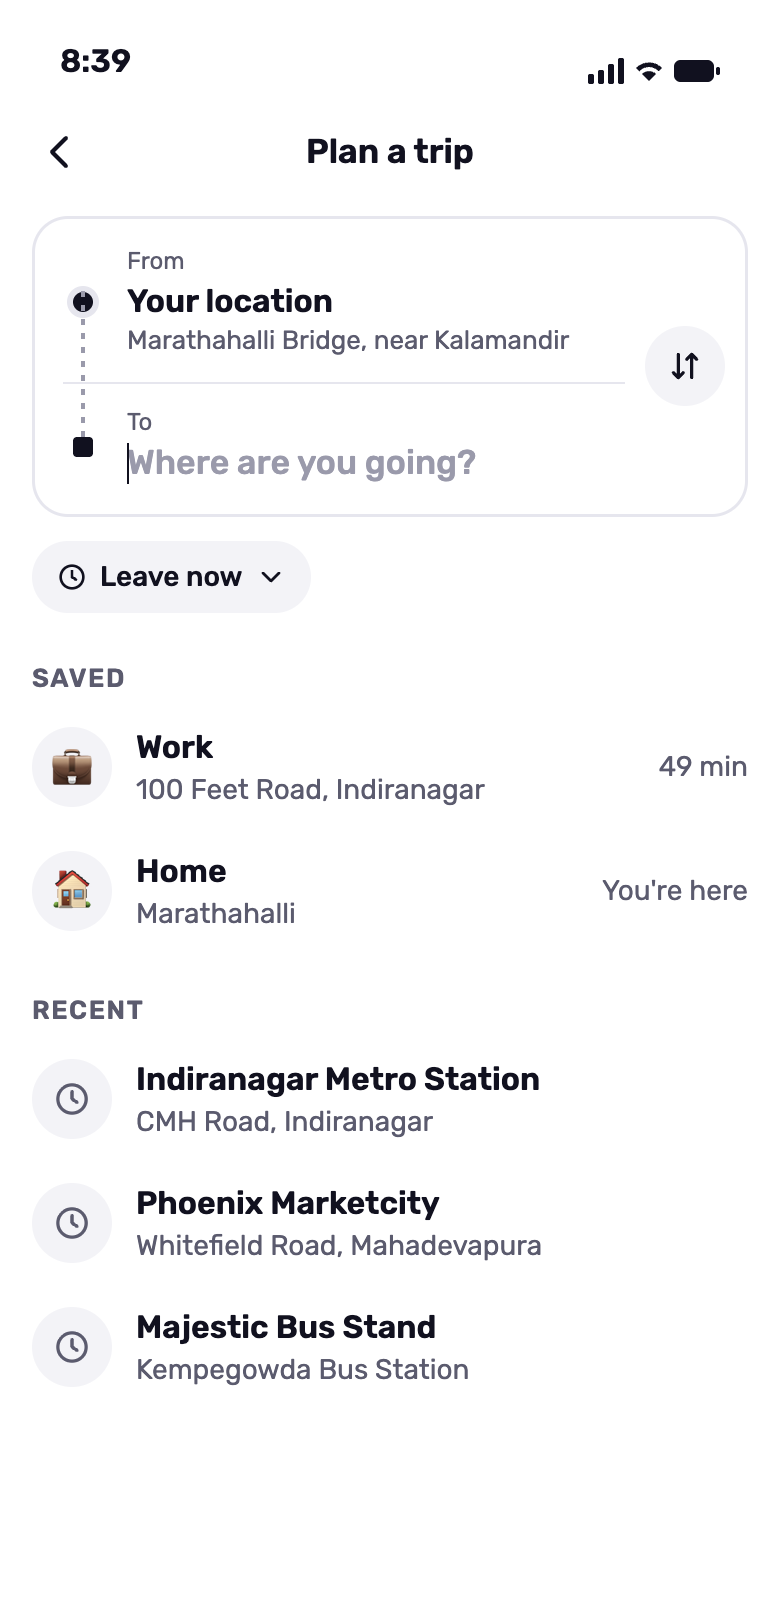 8:39
Plan a trip
From
Your location
Marathahalli Bridge, near Kalamandir
To
Where are you going?
Leave now
SAVED
Work
49 min
100 Feet Road, Indiranagar
Home
You're here
Marathahalli
RECENT
Indiranagar Metro Station
CMH Road, Indiranagar
Phoenix Marketcity
Whitefield Road, Mahadevapura
Majestic Bus Stand
Kempegowda Bus Station